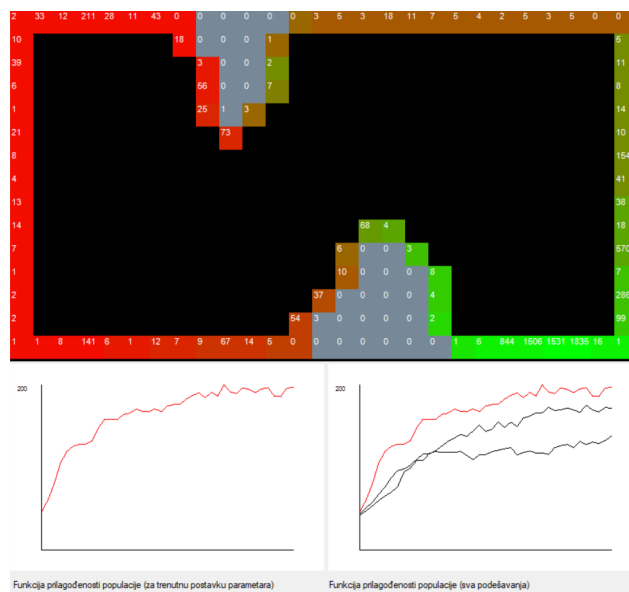 2 33 12 211 28 11 43 0 0 0 0 0 0 3 5 3 18 11 7 5 4 2 5 3 5 0 0
10 18 0 0 0 1 5
39 3 0 0 2 11
6 56 0 0 7 8
1 25 1 3 14
21 73 10
8 154
4 41
13 38
14 68 4 18
7 6 0 0 3 570
1 10 0 0 0 8 7
2 37 0 0 0 0 4 286
2 54 3 0 0 0 0 2 99
1 1 8 141 6 1 12 7 9 67 14 5 0 0 0 0 0 0 0 1 6 844 1506 1531 1835 16 1
200 200
Funkcija prilagođenosti populacije (za trenutnu postavku parametara) Funkcija prilagođenosti populacije (sva podešavanja)